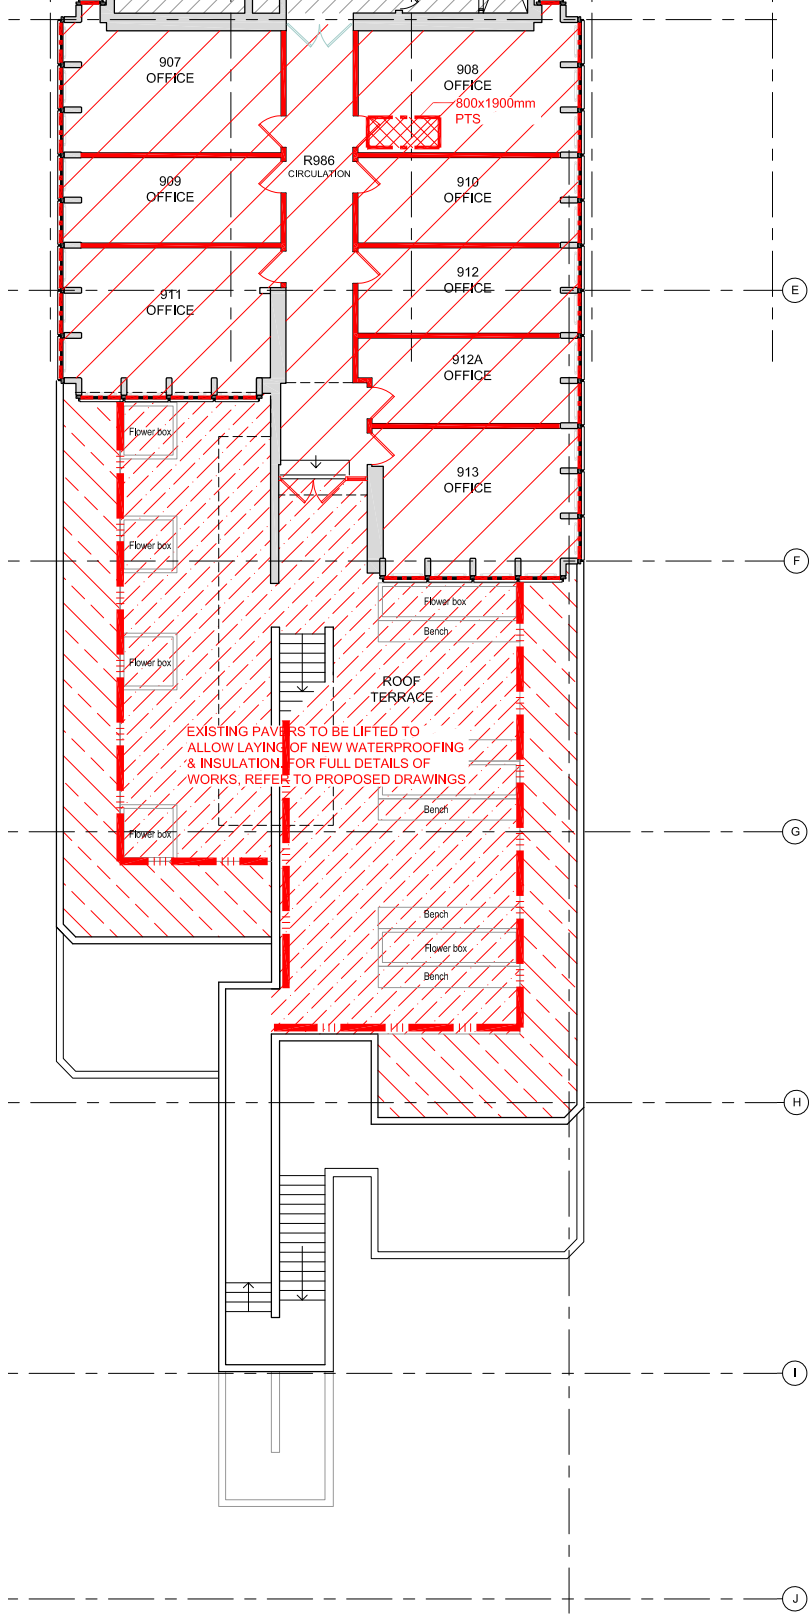 907
OFFICE
908
OFFICE
800x1900mm
PTS
R986
CIRCULATION
909
OFFICE
910
OFFICE
911
OFFICE
912
OFFICE
E
912A
OFFICE
Flower box
913
OFFICE
Flower box
F
Flower box
Bench
Flower box
ROOF
TERRACE
EXISTING PAVERS TO BE LIFTED TO
ALLOW LAYING OF NEW WATERPROOFING
& INSULATION. FOR FULL DETAILS OF
WORKS, REFER TO PROPOSED DRAWINGS
Bench
Flower box
G
Bench
Flower box
Bench
H
I
J